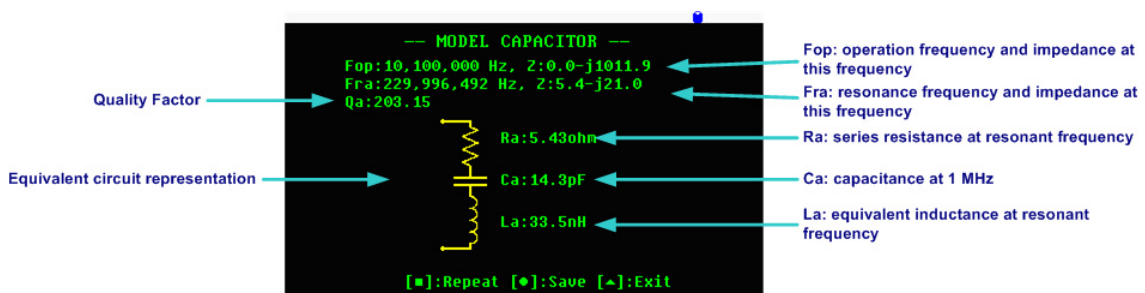 -- MODEL CAPACITOR --
Fop:10,100,000 Hz, Z:0.0-j1011.9
Fra:229,996,492 Hz, Z:5.4-j21.0
Qa:203.15
Ra:5.43ohm
Ca:14.3pF
La:33.5nH
[■]:Repeat [●]:Save [▲]:Exit
Quality Factor
Equivalent circuit representation
Fop: operation frequency and impedance at
this frequency
Fra: resonance frequency and impedance at
this frequency
Ra: series resistance at resonant frequency
Ca: capacitance at 1 MHz
La: equivalent inductance at resonant
frequency